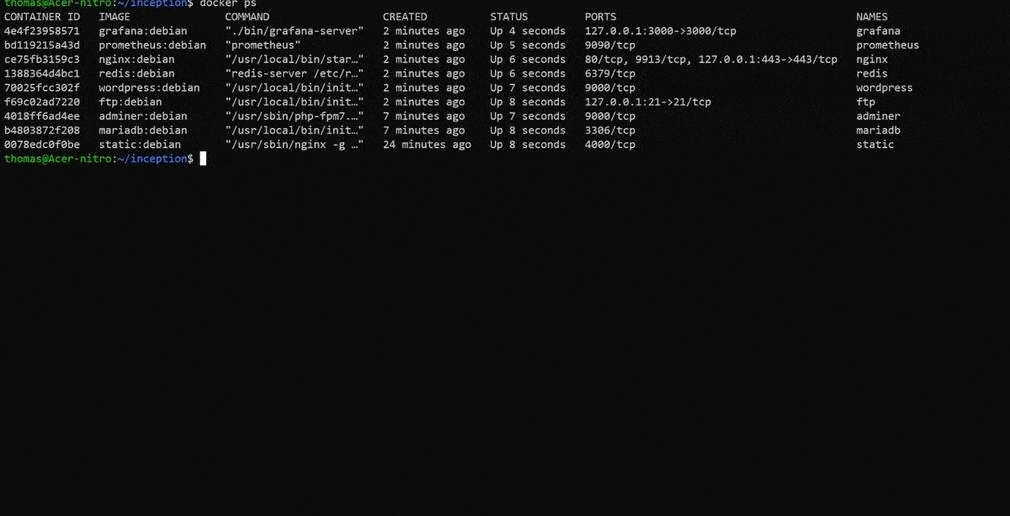 thomas@Acer-nitro:~/inception$ docker ps
CONTAINER ID   IMAGE               COMMAND                  CREATED          STATUS         PORTS                                     NAMES
4e4f23958571   grafana:debian      "./bin/grafana-server"   2 minutes ago    Up 4 seconds   127.0.0.1:3000->3000/tcp                  grafana
bd119215a43d   prometheus:debian   "prometheus"             2 minutes ago    Up 5 seconds   9090/tcp                                  prometheus
ce75fb3159c3   nginx:debian        "/usr/local/bin/star…"   2 minutes ago    Up 6 seconds   80/tcp, 9913/tcp, 127.0.0.1:443->443/tcp   nginx
1388364d4bc1   redis:debian        "redis-server /etc/r…"   2 minutes ago    Up 6 seconds   6379/tcp                                  redis
70025fcc302f   wordpress:debian    "/usr/local/bin/init…"   2 minutes ago    Up 7 seconds   9000/tcp                                  wordpress
f69c02ad7220   ftp:debian          "/usr/local/bin/init…"   2 minutes ago    Up 8 seconds   127.0.0.1:21->21/tcp                      ftp
4018ff6ad4ee   adminer:debian      "/usr/sbin/php-fpm7.…"   7 minutes ago    Up 7 seconds   9000/tcp                                  adminer
b4803872f208   mariadb:debian      "/usr/local/bin/init…"   7 minutes ago    Up 8 seconds   3306/tcp                                  mariadb
0078edc0f0be   static:debian       "/usr/sbin/nginx -g …"   24 minutes ago   Up 8 seconds   4000/tcp                                  static
thomas@Acer-nitro:~/inception$